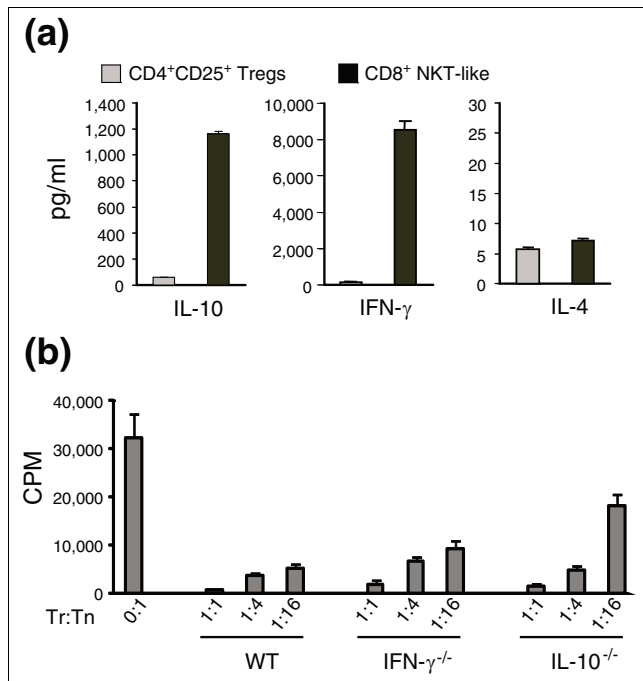 (a)
CD4⁺CD25⁺ Tregs CD8⁺ NKT-like
pg/ml
1,400
1,200
1,000
800
600
400
200
0
IL-10
10,000
8,000
6,000
4,000
2,000
0
IFN-γ
30
25
20
15
10
5
0
IL-4
(b)
CPM
40,000
30,000
20,000
10,000
0
Tr:Tn 0:1 1:1 1:4 1:16 1:1 1:4 1:16 1:1 1:4 1:16
WT IFN-γ⁻/⁻ IL-10⁻/⁻